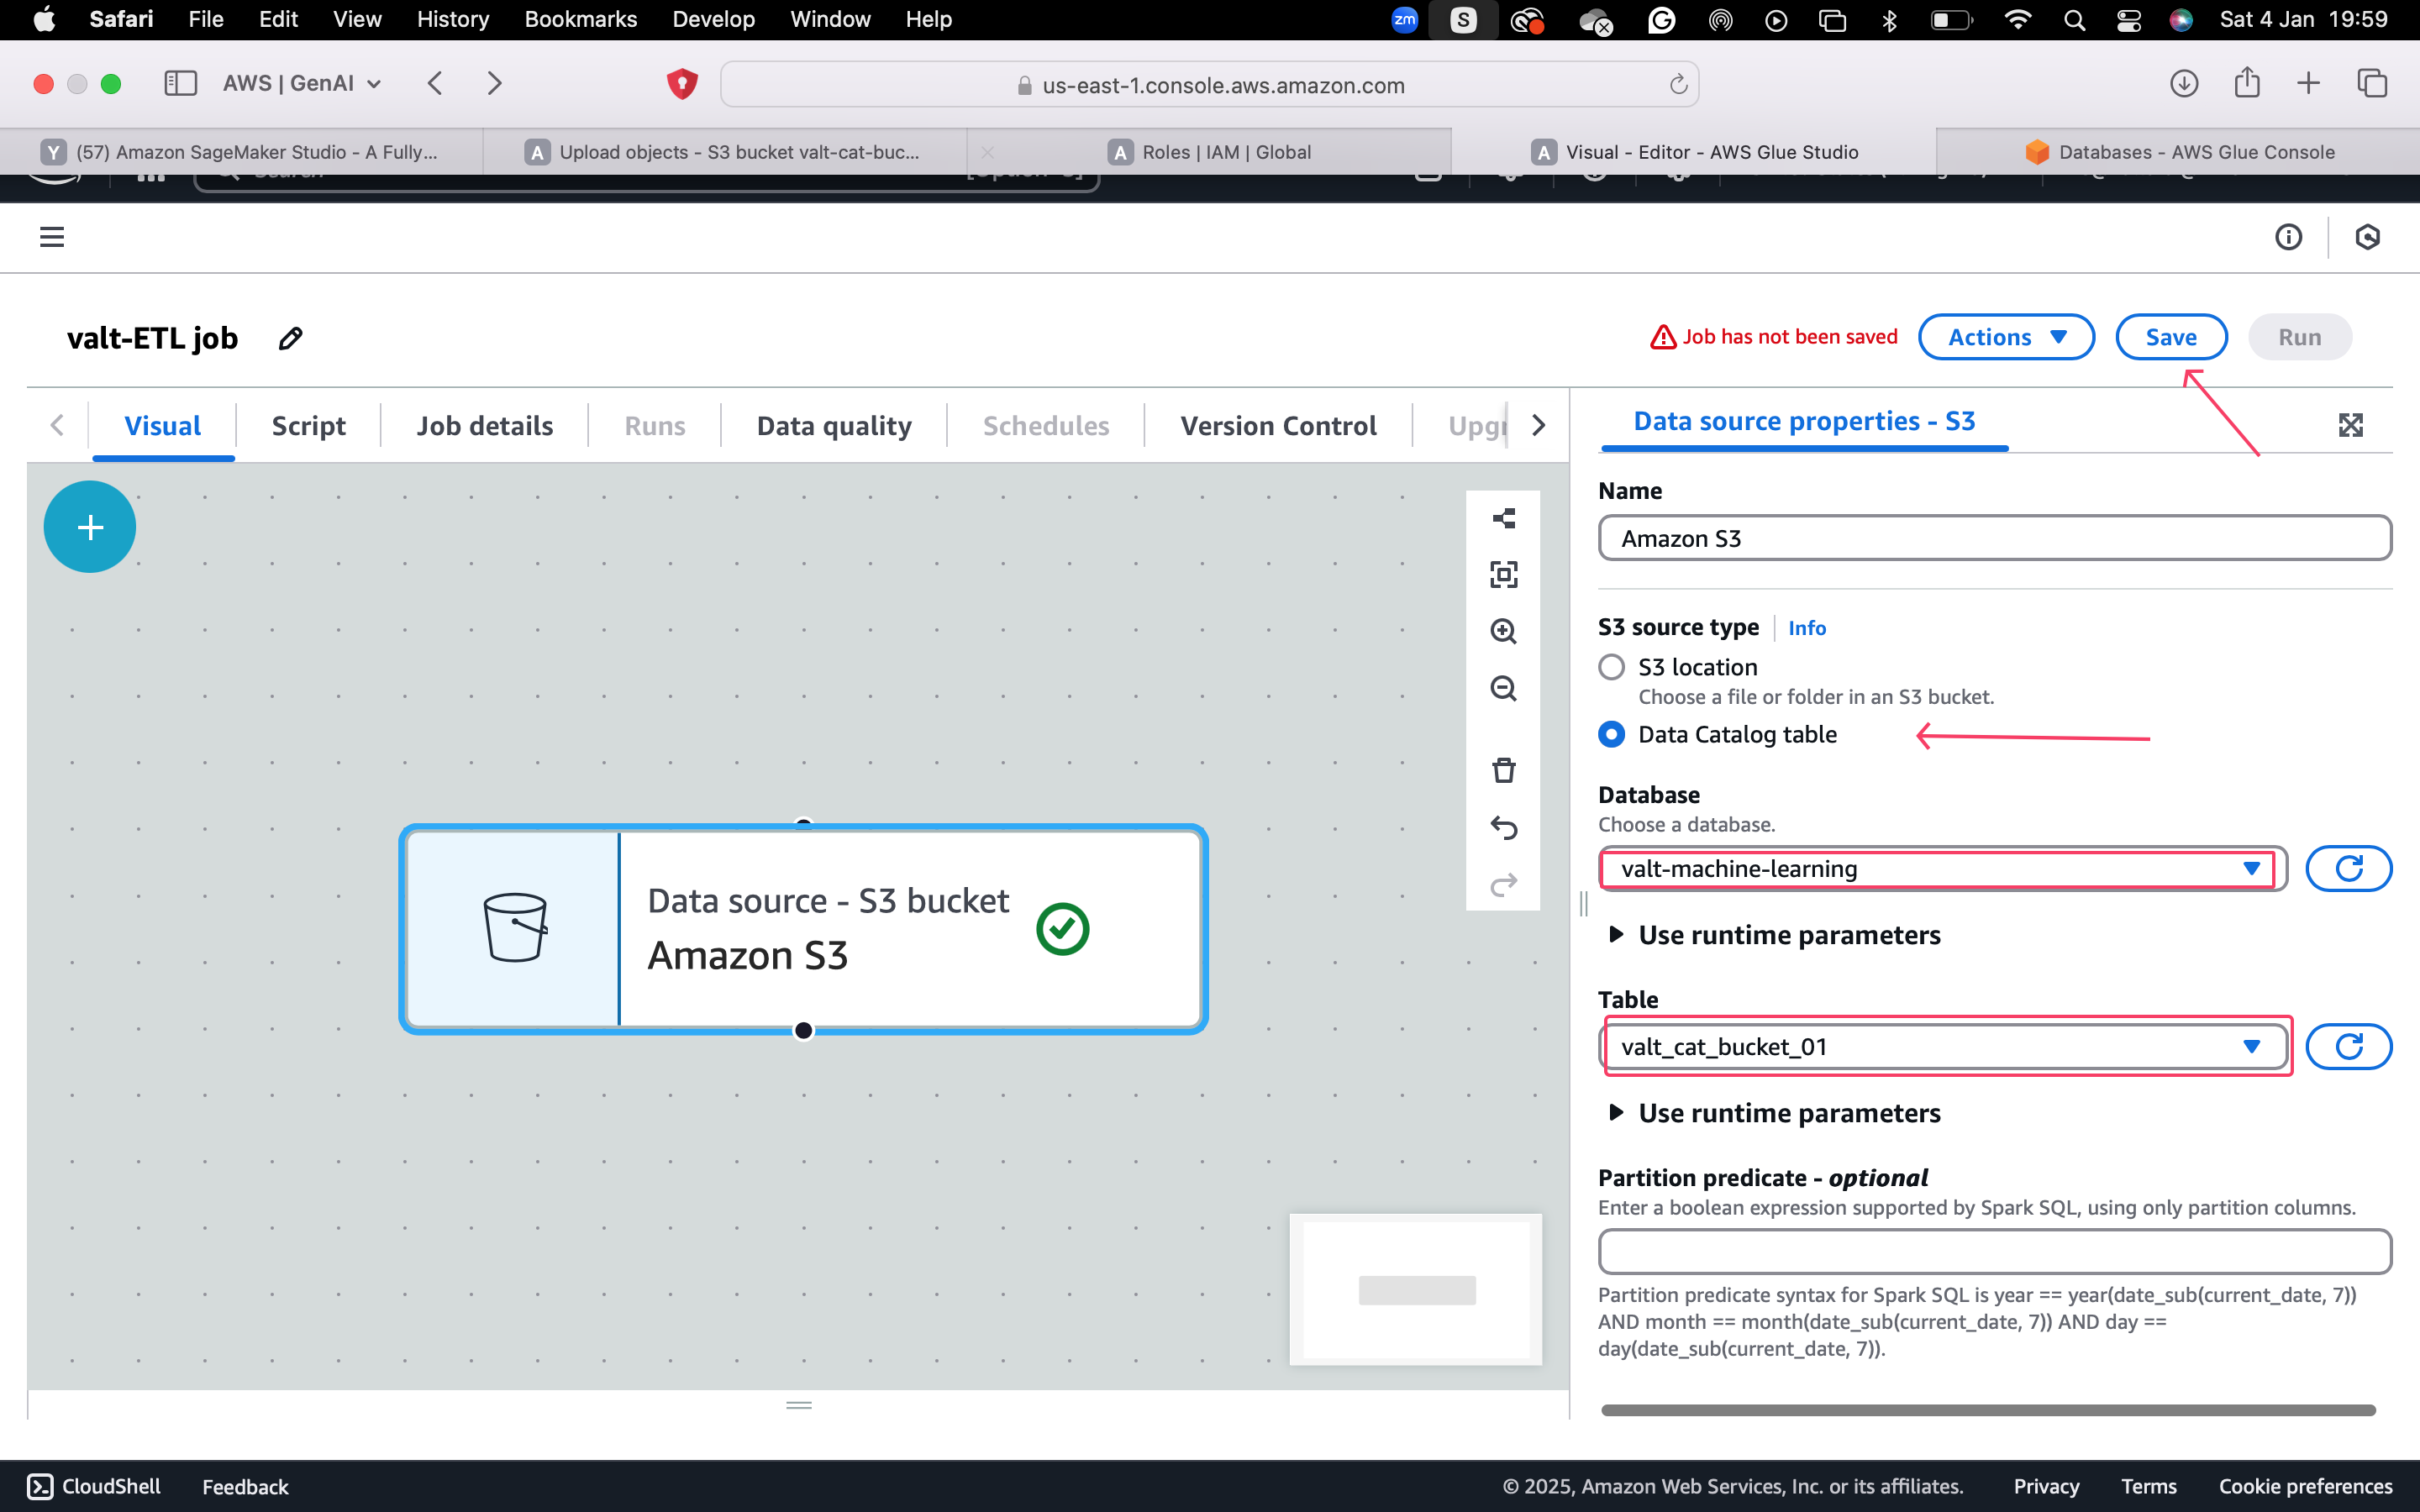 Safari File Edit View History Bookmarks Develop Window Help zm S Sat 4 Jan 19:59
AWS | GenAI us-east-1.console.aws.amazon.com
Y (57) Amazon SageMaker Studio - A Fully... A Upload objects - S3 bucket valt-cat-buc... A Roles | IAM | Global A Visual - Editor - AWS Glue Studio Databases - AWS Glue Console
valt-ETL job Job has not been saved Actions Save Run
Visual Script Job details Runs Data quality Schedules Version Control
Data source properties - S3
Name
Amazon S3
S3 source type Info
S3 location
Choose a file or folder in an S3 bucket.
Data Catalog table
Database
Choose a database.
valt-machine-learning
Use runtime parameters
Table
valt_cat_bucket_01
Use runtime parameters
Partition predicate - optional
Enter a boolean expression supported by Spark SQL, using only partition columns.
Partition predicate syntax for Spark SQL is year == year(date_sub(current_date, 7))
AND month == month(date_sub(current_date, 7)) AND day ==
day(date_sub(current_date, 7)).
Data source - S3 bucket
Amazon S3
CloudShell Feedback © 2025, Amazon Web Services, Inc. or its affiliates. Privacy Terms Cookie preferences